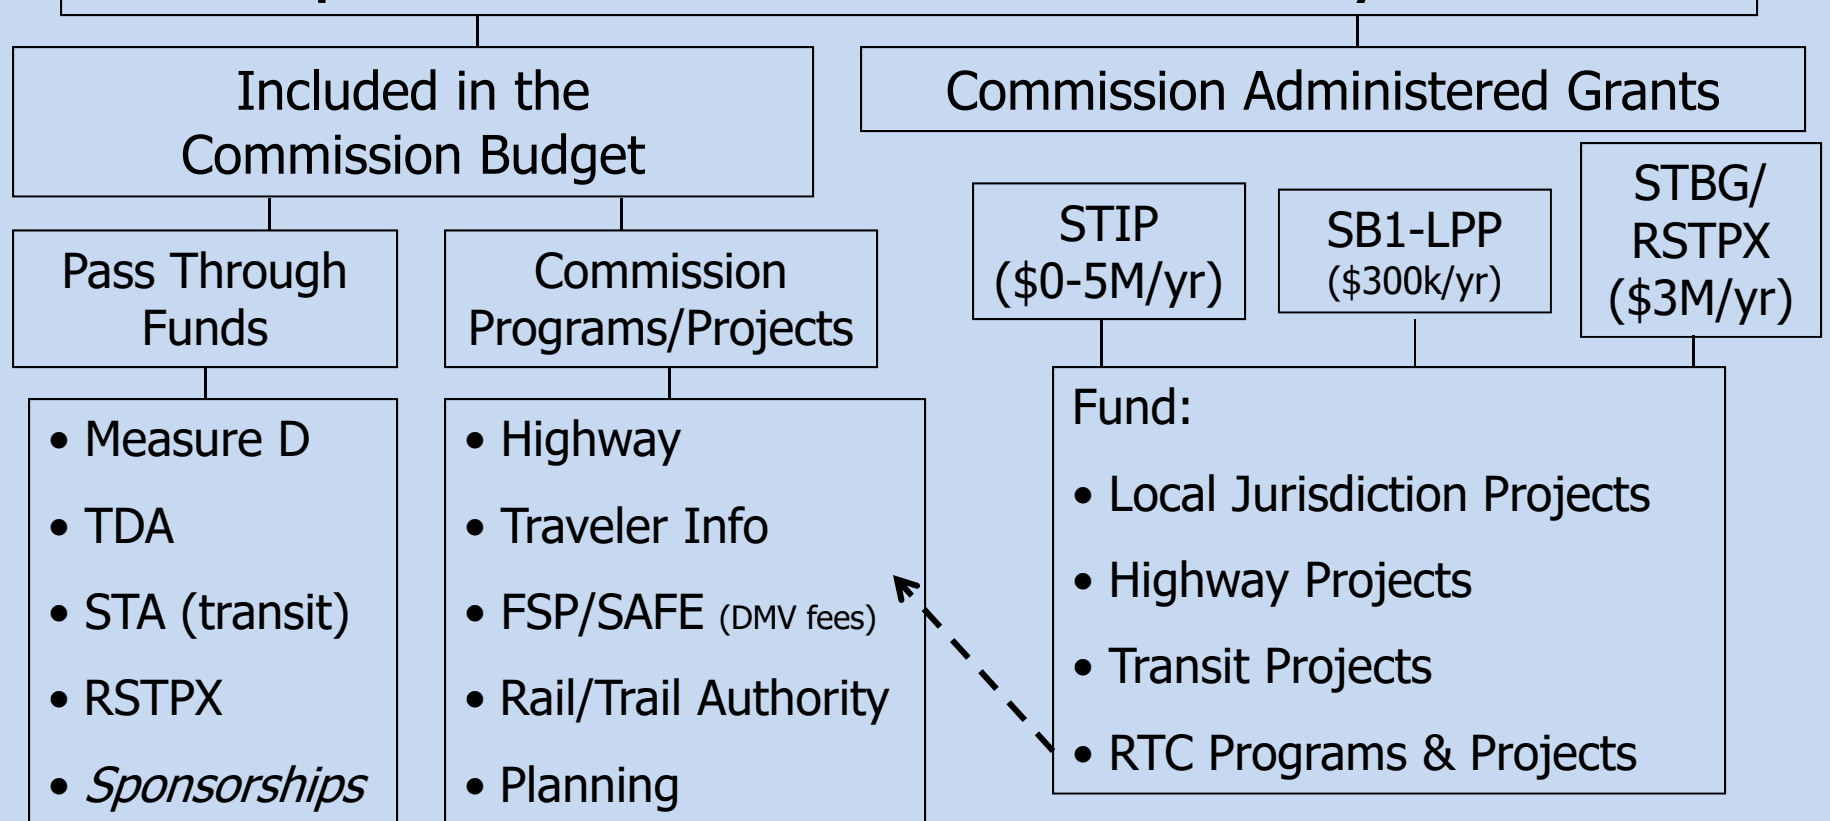 Included in the
Commission Budget
Commission Administered Grants
Pass Through
Funds
Commission
Programs/Projects
STIP
($0-5M/yr)
SB1-LPP
($300k/yr)
STBG/
RSTPX
($3M/yr)
• Measure D
• TDA
• STA (transit)
• RSTPX
• Sponsorships
• Highway
• Traveler Info
• FSP/SAFE (DMV fees)
• Rail/Trail Authority
• Planning
Fund:
• Local Jurisdiction Projects
• Highway Projects
• Transit Projects
• RTC Programs & Projects